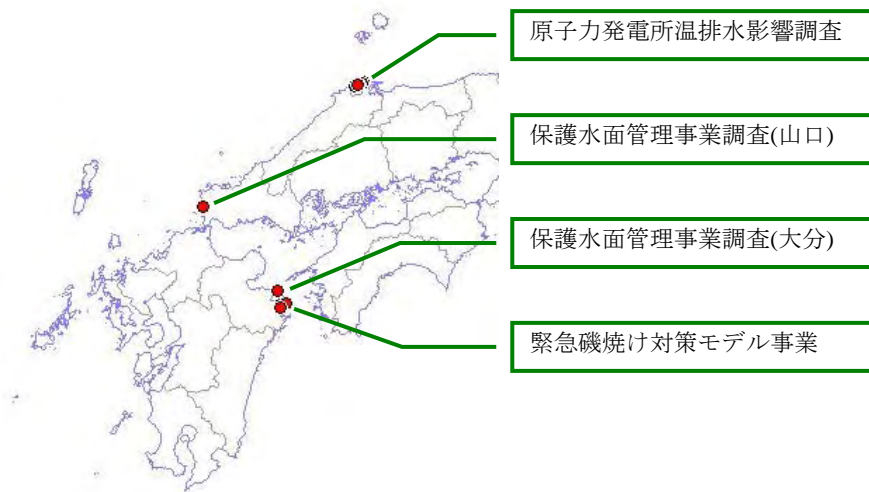 原子力発電所温排水影響調査
保護水面管理事業調査(山口)
保護水面管理事業調査(大分)
緊急磯焼け対策モデル事業